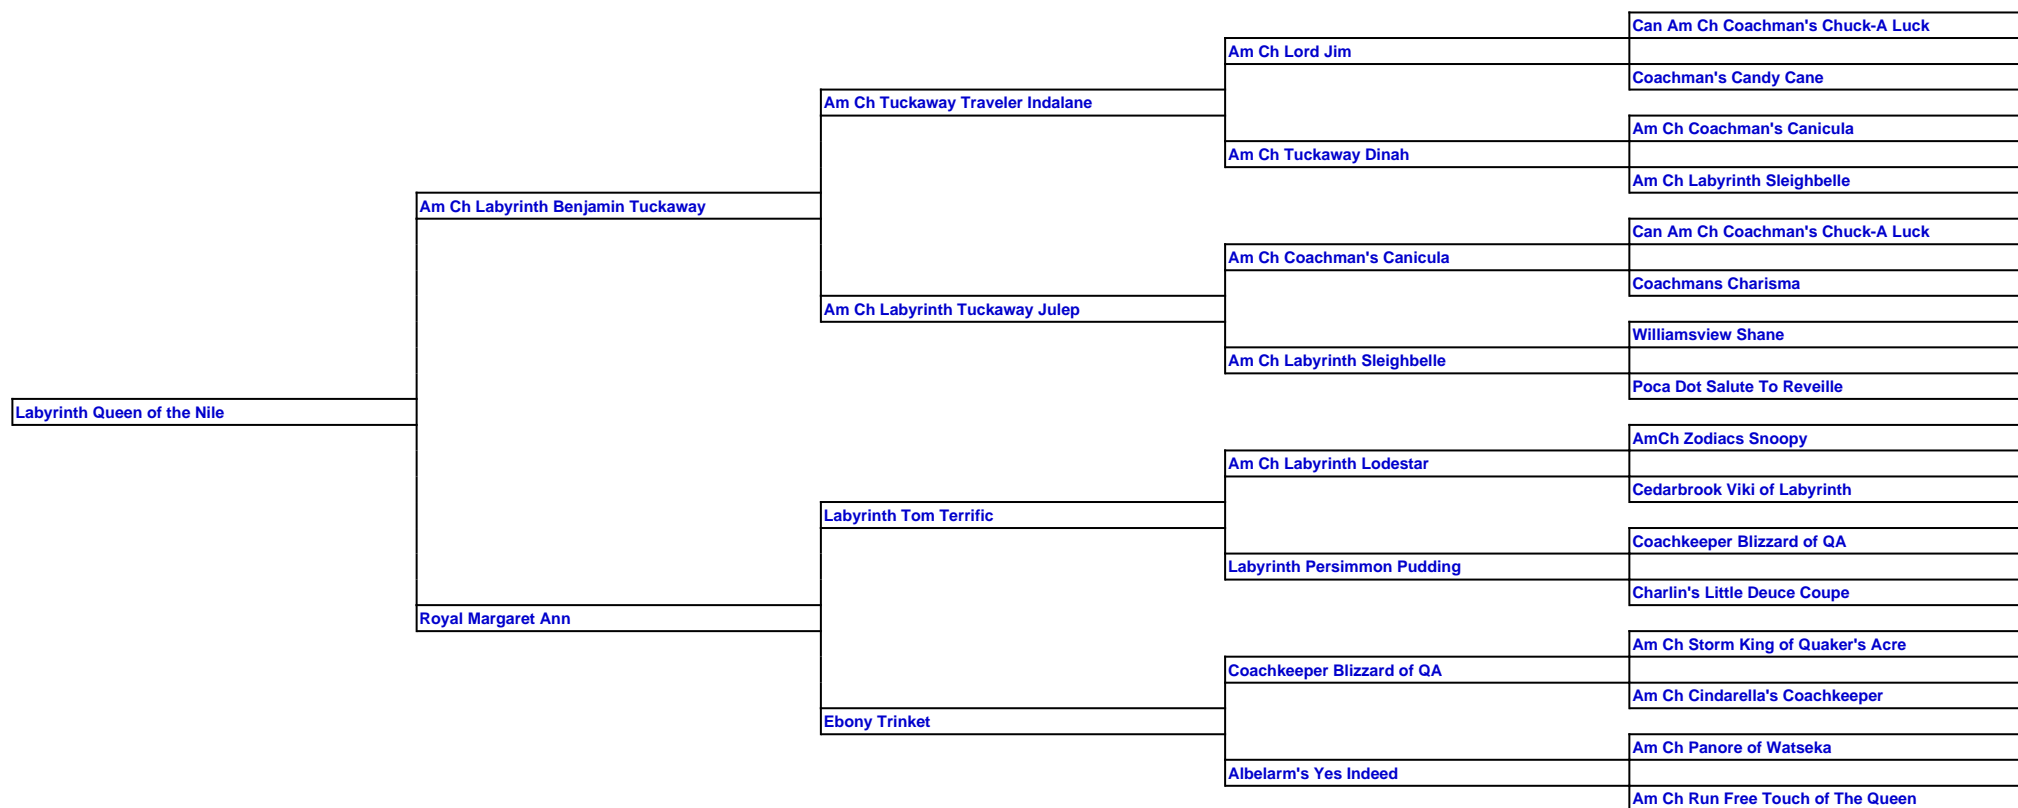 Can Am Ch Coachman's Chuck-A Luck
Am Ch Lord Jim
Coachman's Candy Cane
Am Ch Tuckaway Traveler Indalane
Am Ch Coachman's Canicula
Am Ch Tuckaway Dinah
Am Ch Labyrinth Sleighbelle
Am Ch Labyrinth Benjamin Tuckaway
Can Am Ch Coachman's Chuck-A Luck
Am Ch Coachman's Canicula
Coachmans Charisma
Am Ch Labyrinth Tuckaway Julep
Williamsview Shane
Am Ch Labyrinth Sleighbelle
Poca Dot Salute To Reveille
Labyrinth Queen of the Nile
AmCh Zodiacs Snoopy
Am Ch Labyrinth Lodestar
Cedarbrook Viki of Labyrinth
Labyrinth Tom Terrific
Coachkeeper Blizzard of QA
Labyrinth Persimmon Pudding
Charlin's Little Deuce Coupe
Royal Margaret Ann
Am Ch Storm King of Quaker's Acre
Coachkeeper Blizzard of QA
Am Ch Cindarella's Coachkeeper
Ebony Trinket
Am Ch Panore of Watseka
Albelarm's Yes Indeed
Am Ch Run Free Touch of The Queen